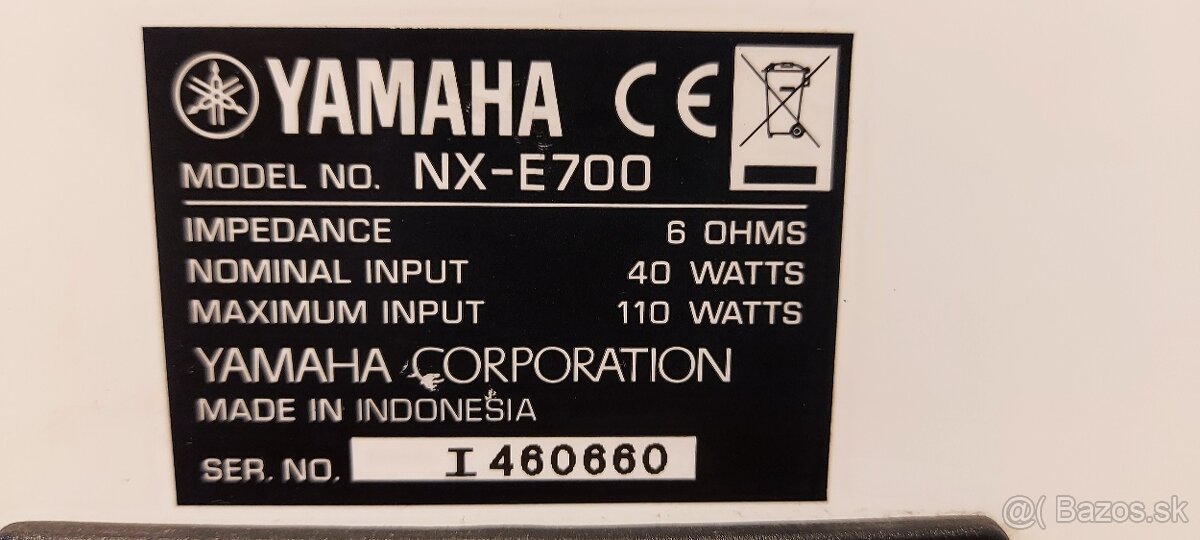 YAMAHA CE
MODEL NO. NX-E700
IMPEDANCE 6 OHMS
NOMINAL INPUT 40 WATTS
MAXIMUM INPUT 110 WATTS
YAMAHA CORPORATION
MADE IN INDONESIA
SER. NO. I 460660
@( Bazos.sk